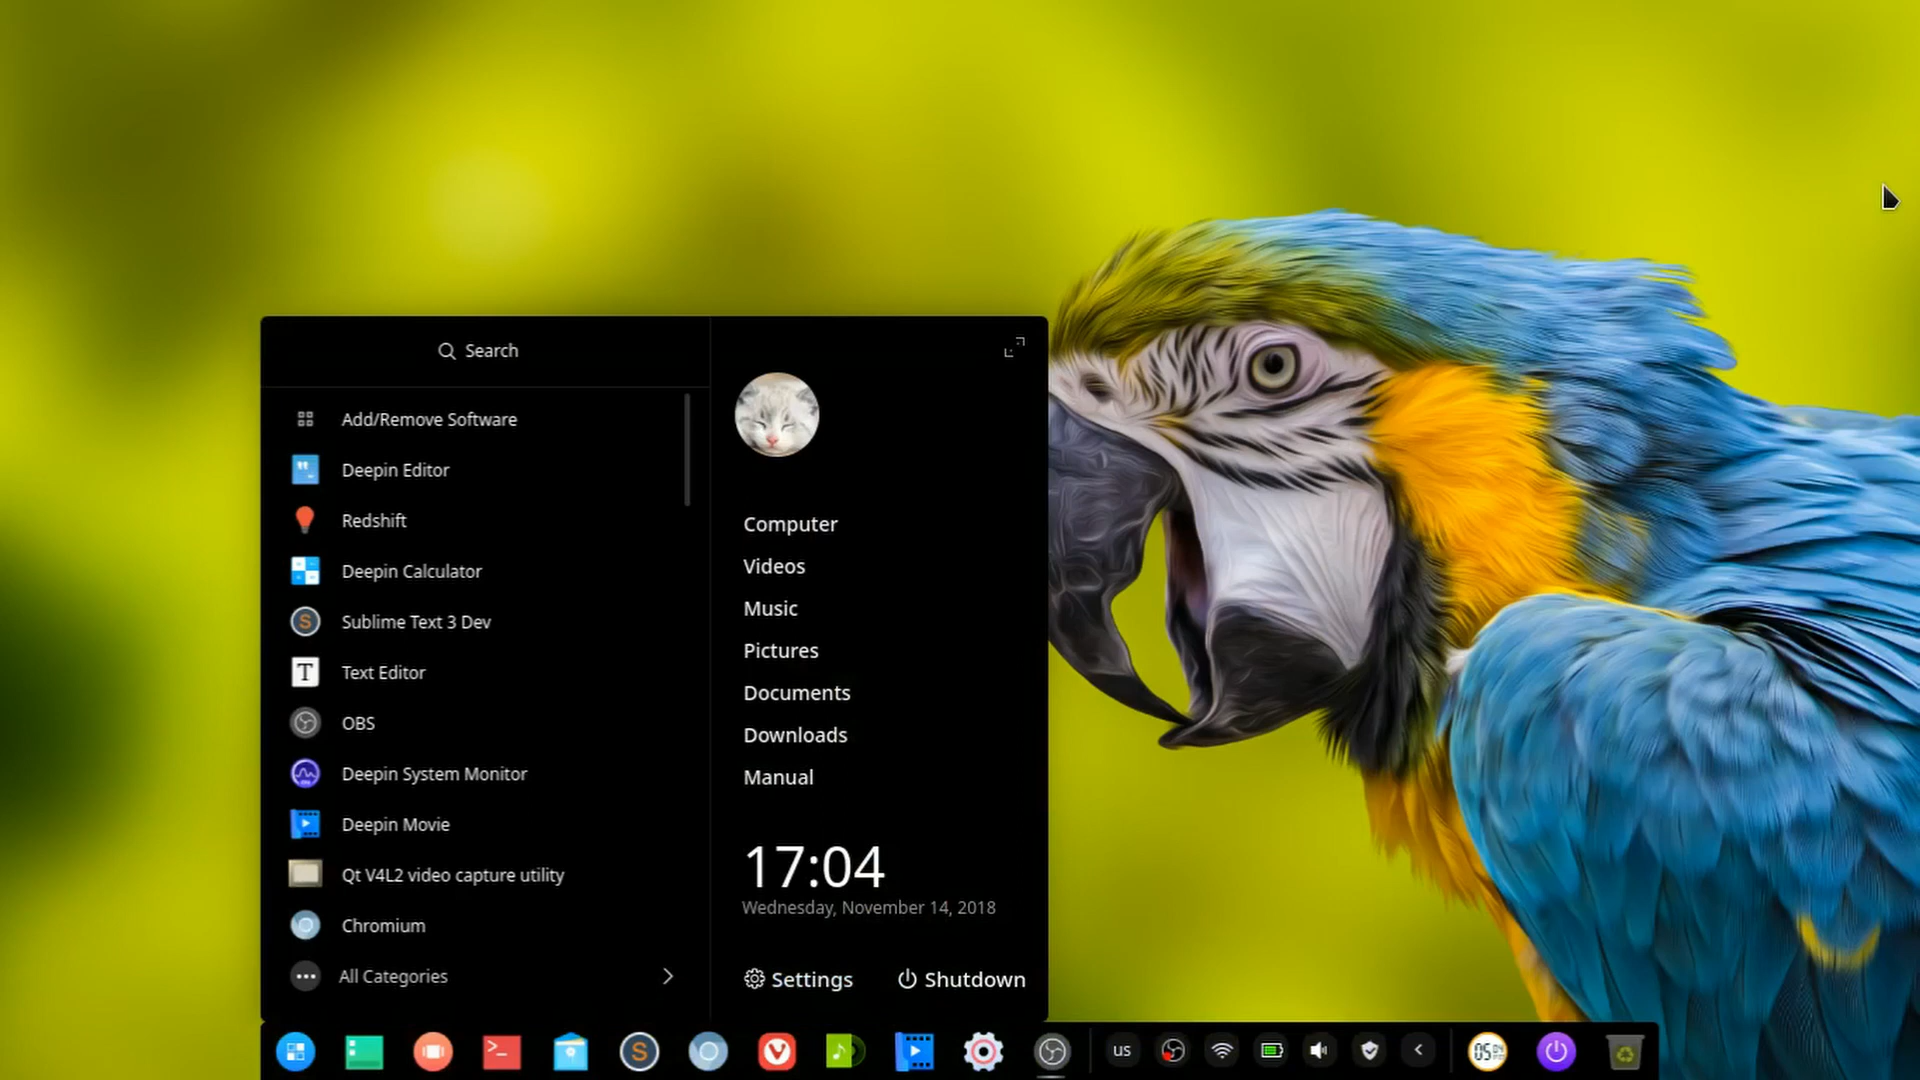 Search
Add/Remove Software
Deepin Editor
Redshift
Deepin Calculator
Sublime Text 3 Dev
Text Editor
OBS
Deepin System Monitor
Deepin Movie
Qt V4L2 video capture utility
Chromium
All Categories
Computer
Videos
Music
Pictures
Documents
Downloads
Manual
17:04
Wednesday, November 14, 2018
Settings
Shutdown
us